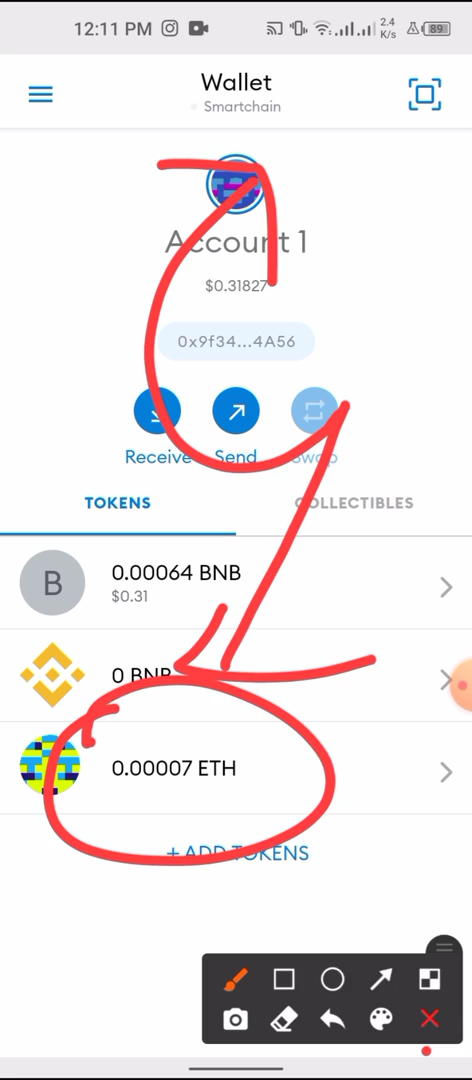 12:11 PM
2.4
K/s
89
Wallet
Smartchain
Account 1
$0.31827
0x9f34...4A56
Receive
Send
Swap
TOKENS
COLLECTIBLES
B
0.00064 BNB
$0.31
0 BNB
0.00007 ETH
+ ADD TOKENS